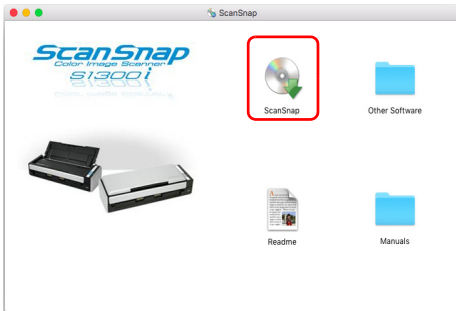 ScanSnap
ScanSnap
Color Image Scanner
S1300i
ScanSnap
Other Software
Readme
Manuals